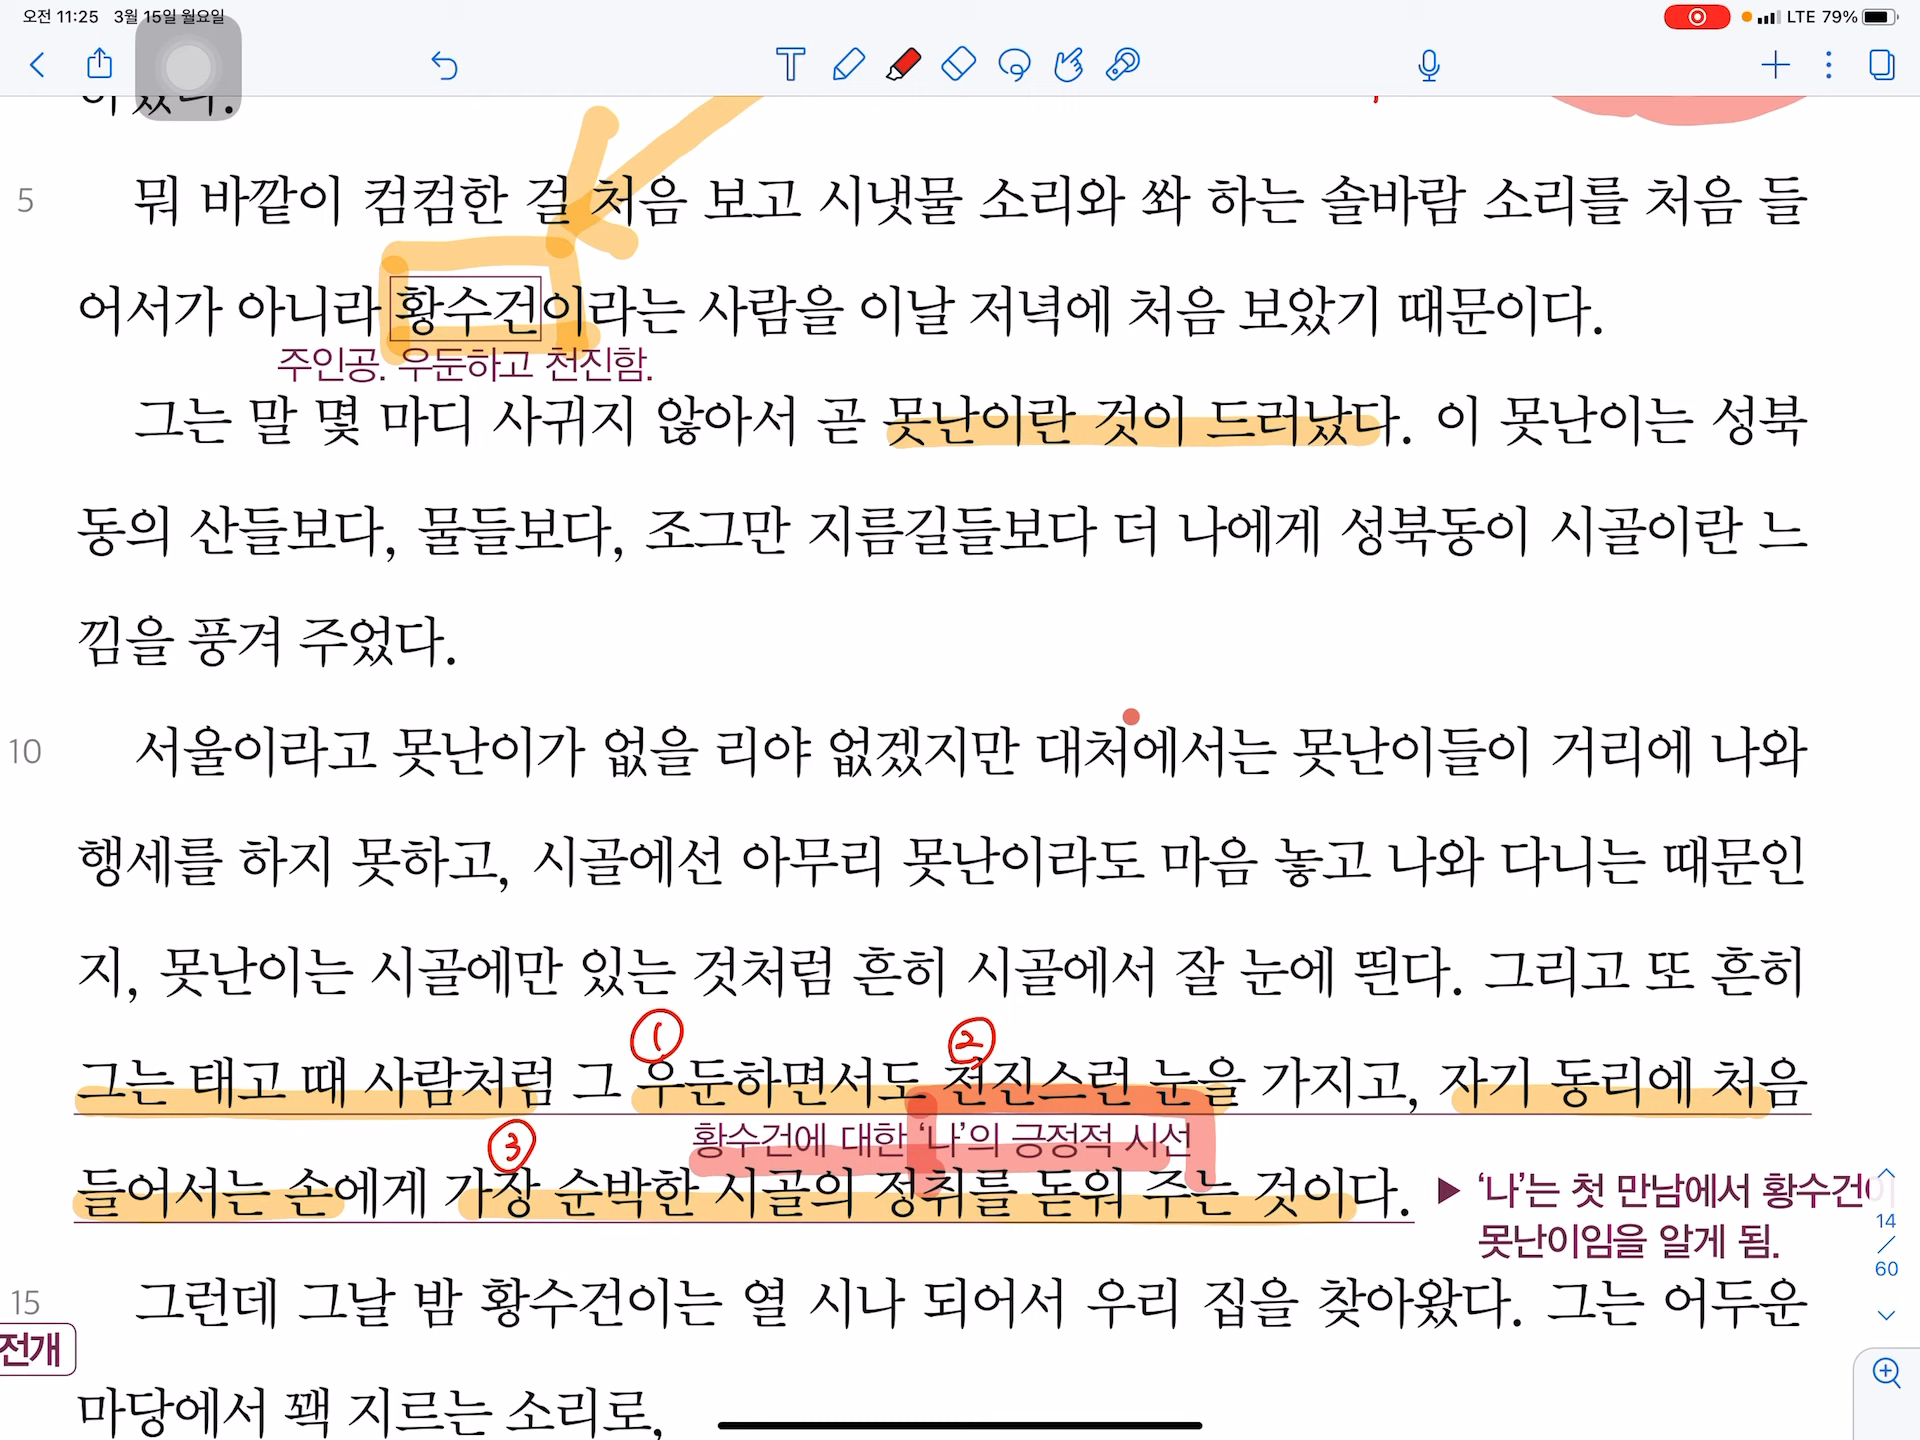 오전 11:25 3월 15일 월요일
LTE 79%
5
뭐 바깥이 컴컴한 걸 처음 보고 시냇물 소리와 쏴 하는 솔바람 소리를 처음 들
어서가 아니라 황수건이라는 사람을 이날 저녁에 처음 보았기 때문이다.
주인공. 우둔하고 천진함.
그는 말 몇 마디 사귀지 않아서 곧 못난이란 것이 드러났다. 이 못난이는 성북
동의 산들보다, 물들보다, 조그만 지름길들보다 더 나에게 성북동이 시골이란 느
낌을 풍겨 주었다.
10
서울이라고 못난이가 없을 리야 없겠지만 대처에서는 못난이들이 거리에 나와
행세를 하지 못하고, 시골에선 아무리 못난이라도 마음 놓고 나와 다니는 때문인
지, 못난이는 시골에만 있는 것처럼 흔히 시골에서 잘 눈에 띈다. 그리고 또 흔히
① ②
그는 태고 때 사람처럼 그 우둔하면서도 천진스런 눈을 가지고, 자기 동리에 처음
③
황수건에 대한 ‘나’의 긍정적 시선
들어서는 손에게 가장 순박한 시골의 정취를 돋워 주는 것이다.
▶ ‘나’는 첫 만남에서 황수건이
못난이임을 알게 됨.
14
/
60
15
그런데 그날 밤 황수건이는 열 시나 되어서 우리 집을 찾아왔다. 그는 어두운
전개
마당에서 꽥 지르는 소리로,